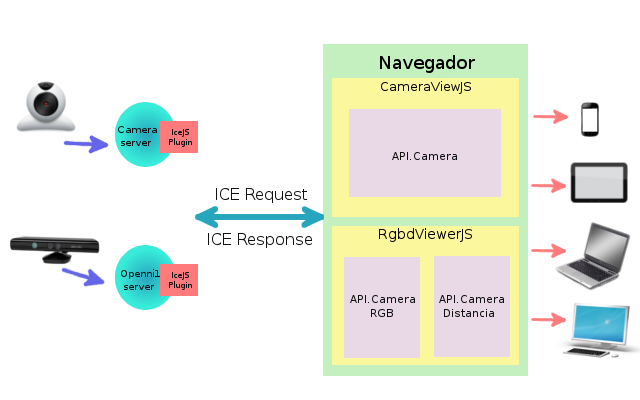 Camera
server
IceJS
Plugin
Openni1
server
IceJS
Plugin
ICE Request
ICE Response
Navegador
CameraViewJS
API.Camera
RgbdViewerJS
API.Camera
RGB
API.Camera
Distancia